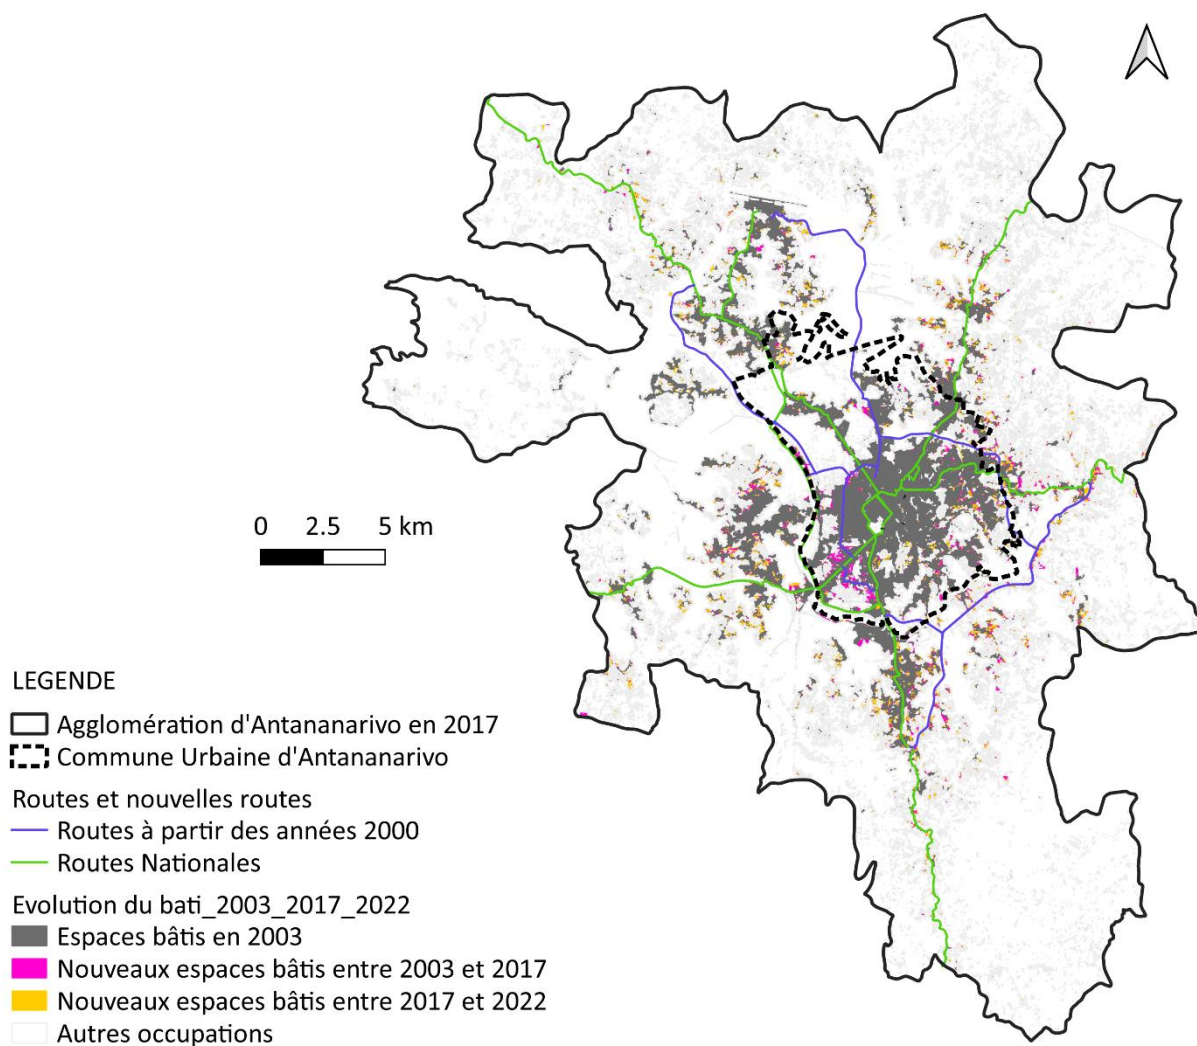 0 2.5 5 km
LEGENDE
Agglomération d'Antananarivo en 2017
Commune Urbaine d'Antananarivo
Routes et nouvelles routes
Routes à partir des années 2000
Routes Nationales
Evolution du bati_2003_2017_2022
Espaces bâtis en 2003
Nouveaux espaces bâtis entre 2003 et 2017
Nouveaux espaces bâtis entre 2017 et 2022
Autres occupations